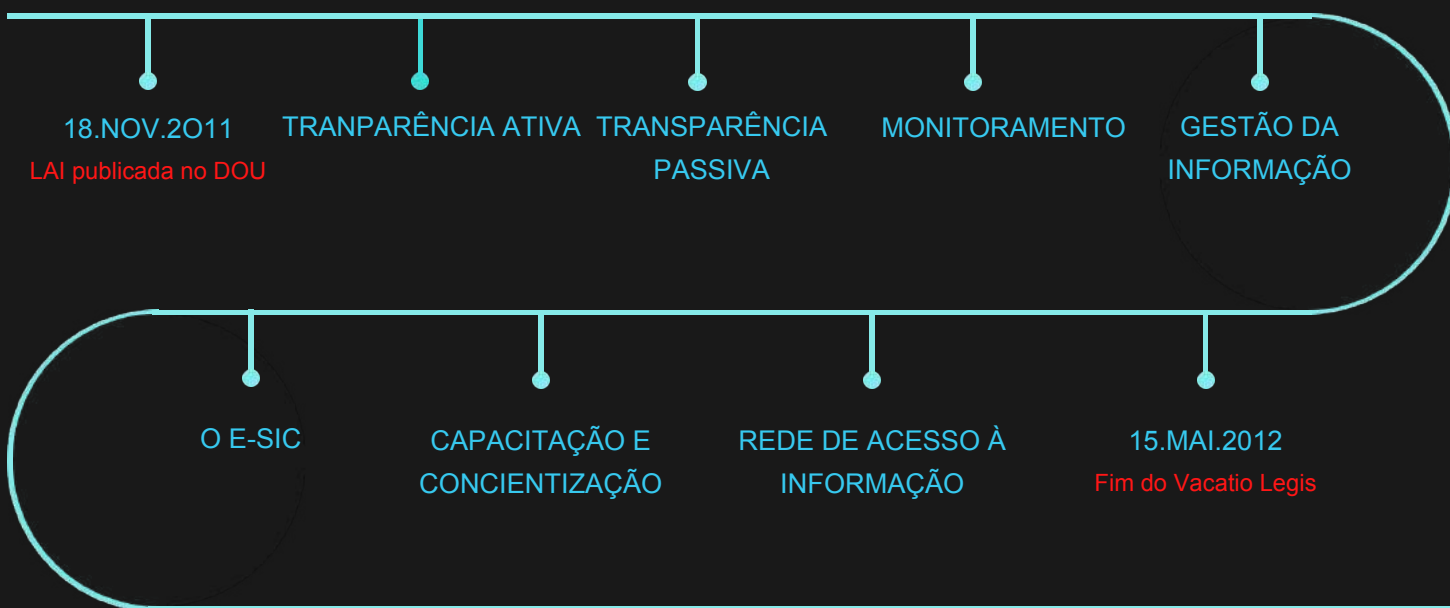 18.NOV.2O11
LAI publicada no DOU
TRANPARÊNCIA ATIVA
TRANSPARÊNCIA
PASSIVA
MONITORAMENTO
GESTÃO DA
INFORMAÇÃO
O E-SIC
CAPACITAÇÃO E
CONCIENTIZAÇÃO
REDE DE ACESSO À
INFORMAÇÃO
15.MAI.2012
Fim do Vacatio Legis